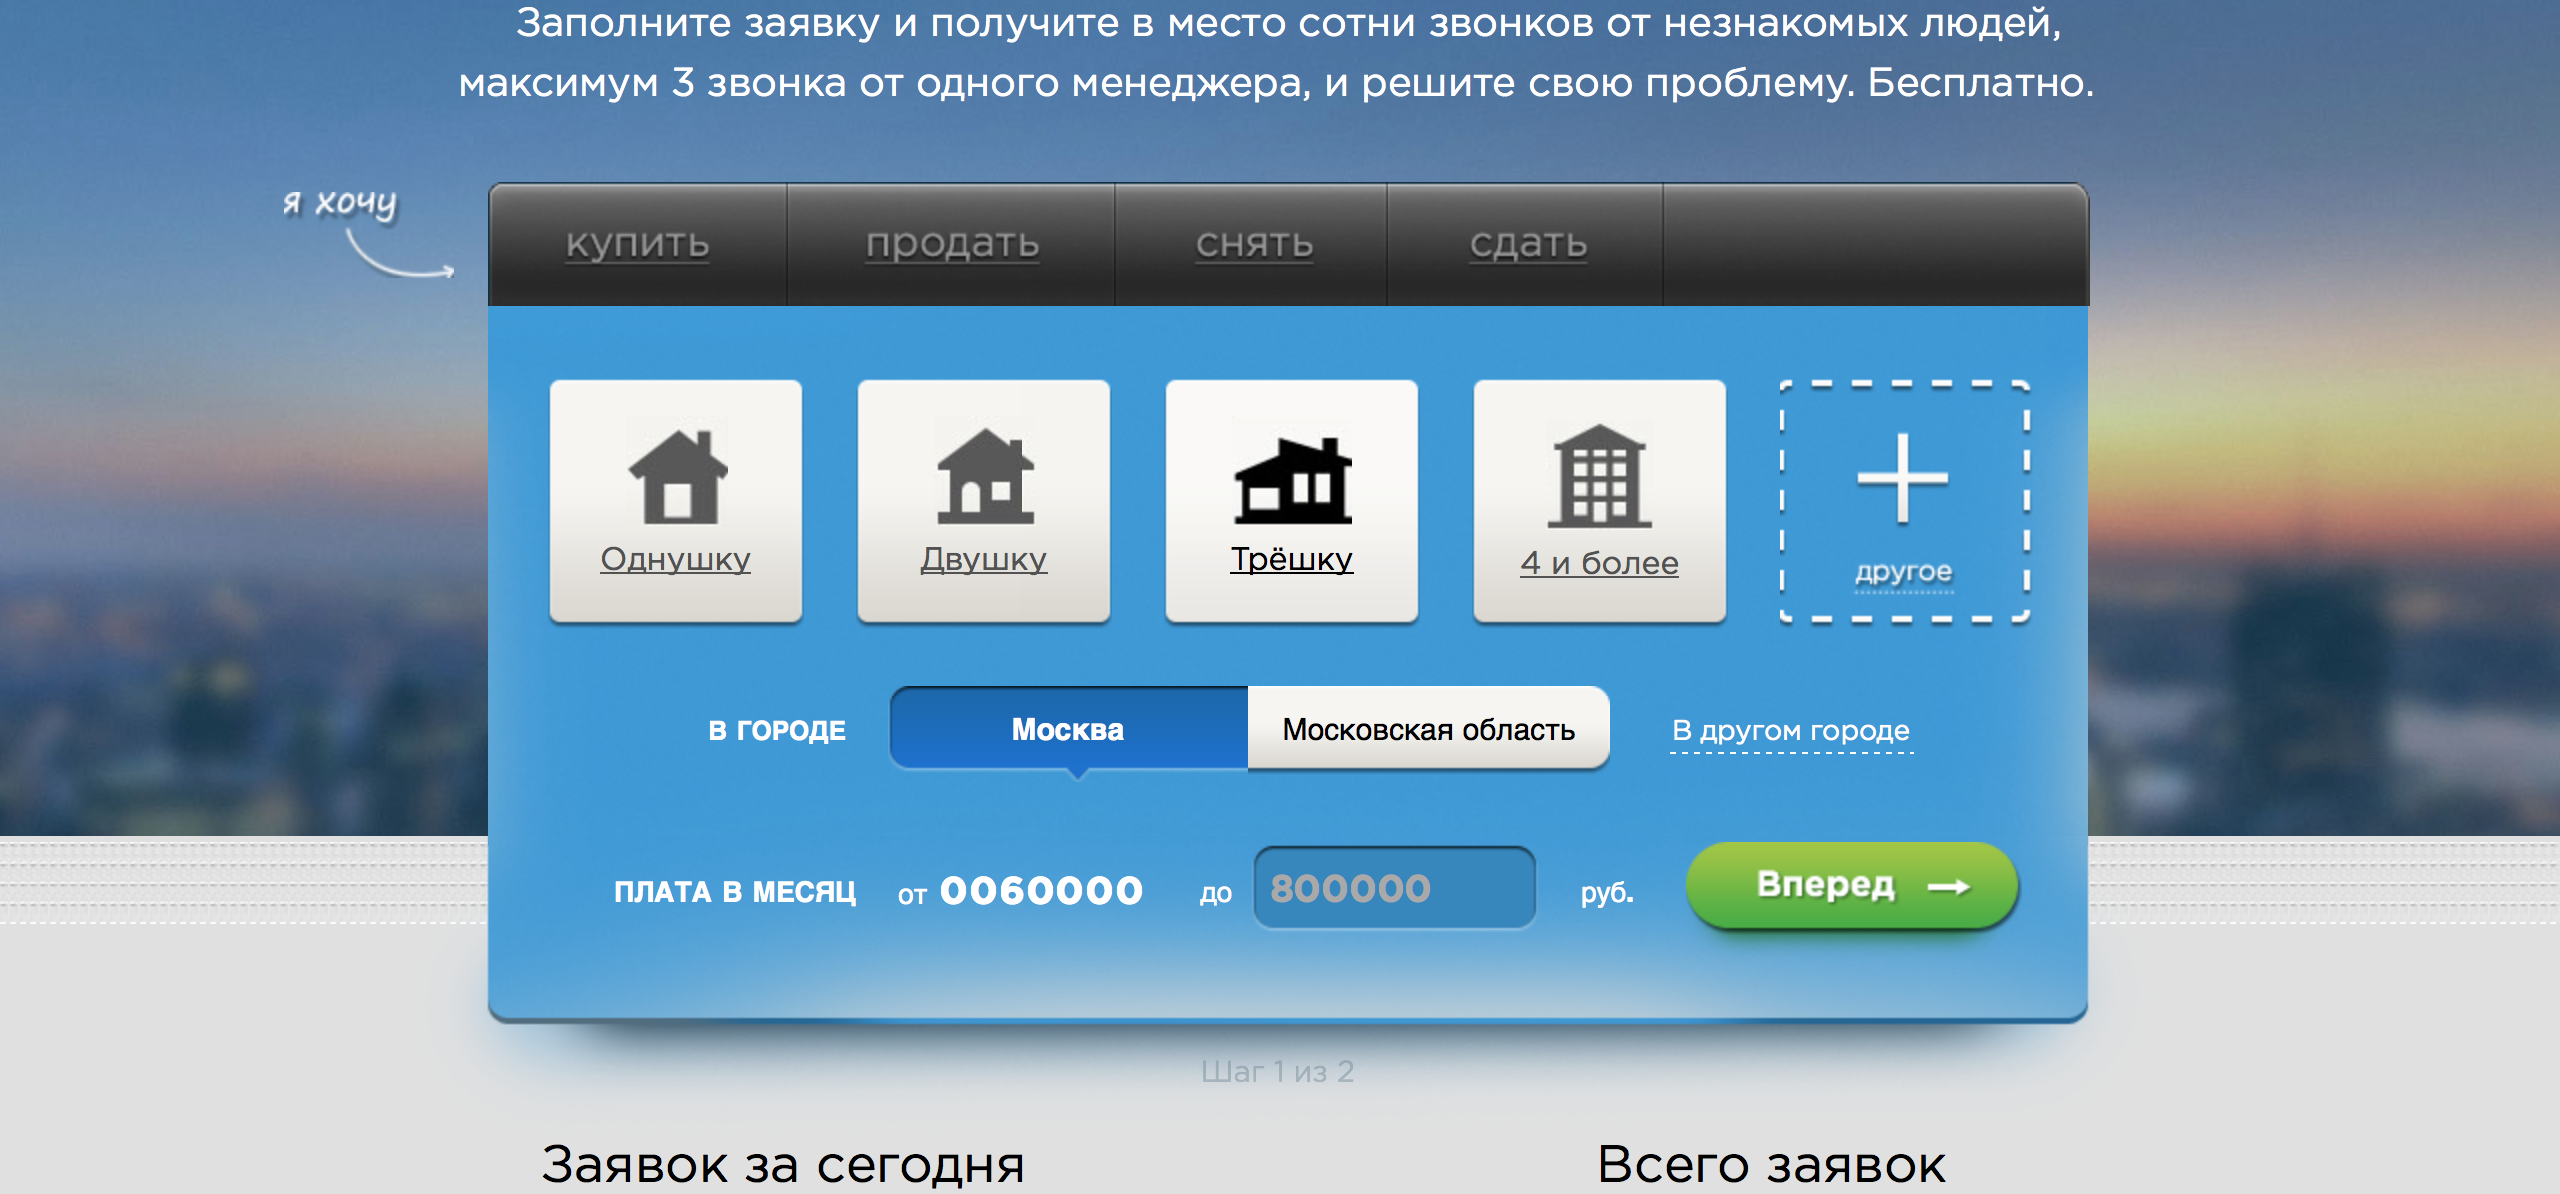 Заполните заявку и получите в место сотни звонков от незнакомых людей,
максимум 3 звонка от одного менеджера, и решите свою проблему. Бесплатно.
я хочу
купить продать снять сдать
Однушку Двушку Трёшку 4 и более другое
В ГОРОДЕ Москва Московская область В другом городе
ПЛАТА В МЕСЯЦ от 0060000 до 800000 руб. Вперед →
Шаг 1 из 2
Заявок за сегодня Всего заявок